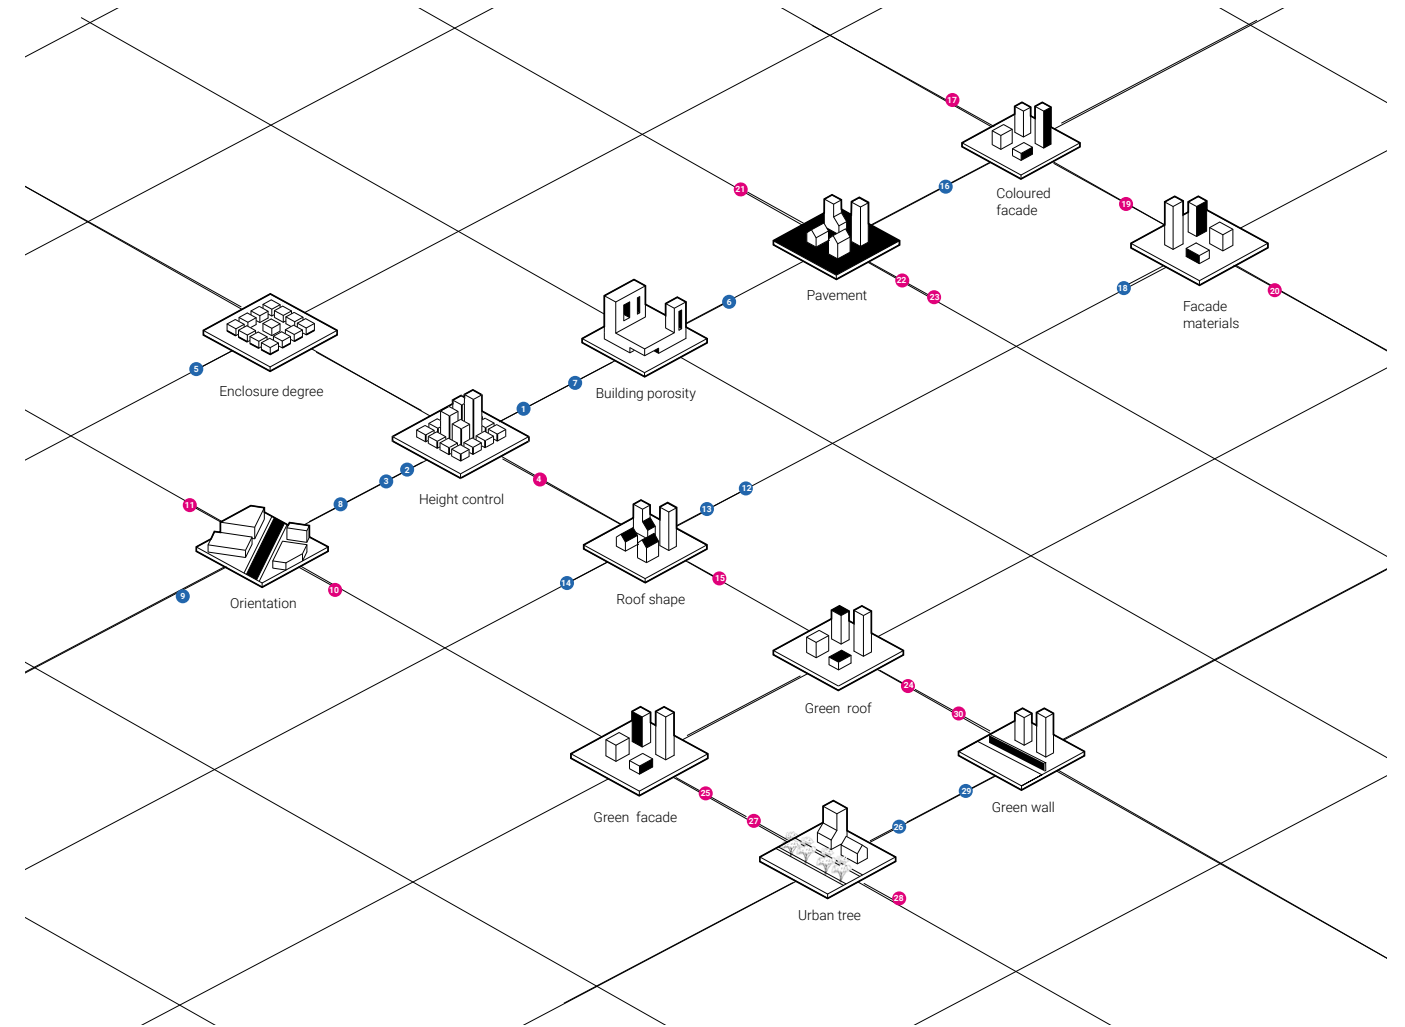 17
Coloured
facade
16
21
19
Pavement
22
23
18
20
Facade
materials
6
5
Enclosure degree
7
Building porosity
1
2
3
4
Height control
8
11
12
13
9
Orientation
10
14
15
Roof shape
24
Green roof
30
25
Green facade
27
29
Green wall
26
28
Urban tree